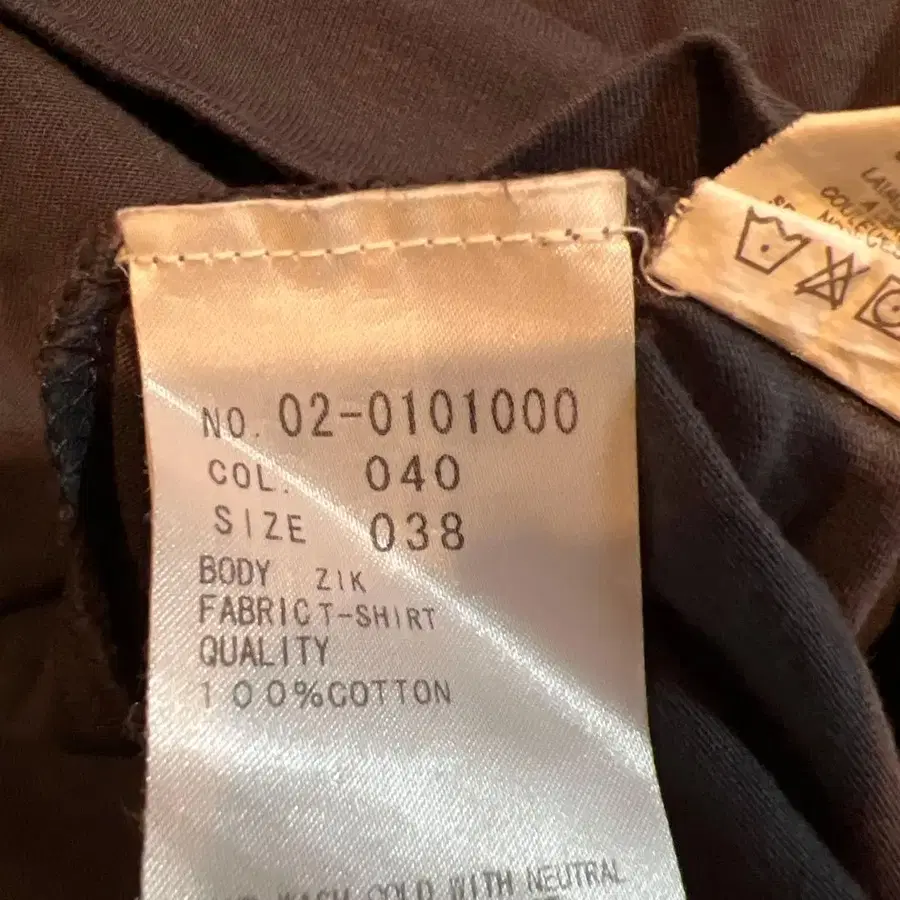 NO. 02-0101000
COL. 040
SIZE 038
BODY ZIK
FABRIC T-SHIRT
QUALITY
100%COTTON
WASH COLD WITH NEUTRAL